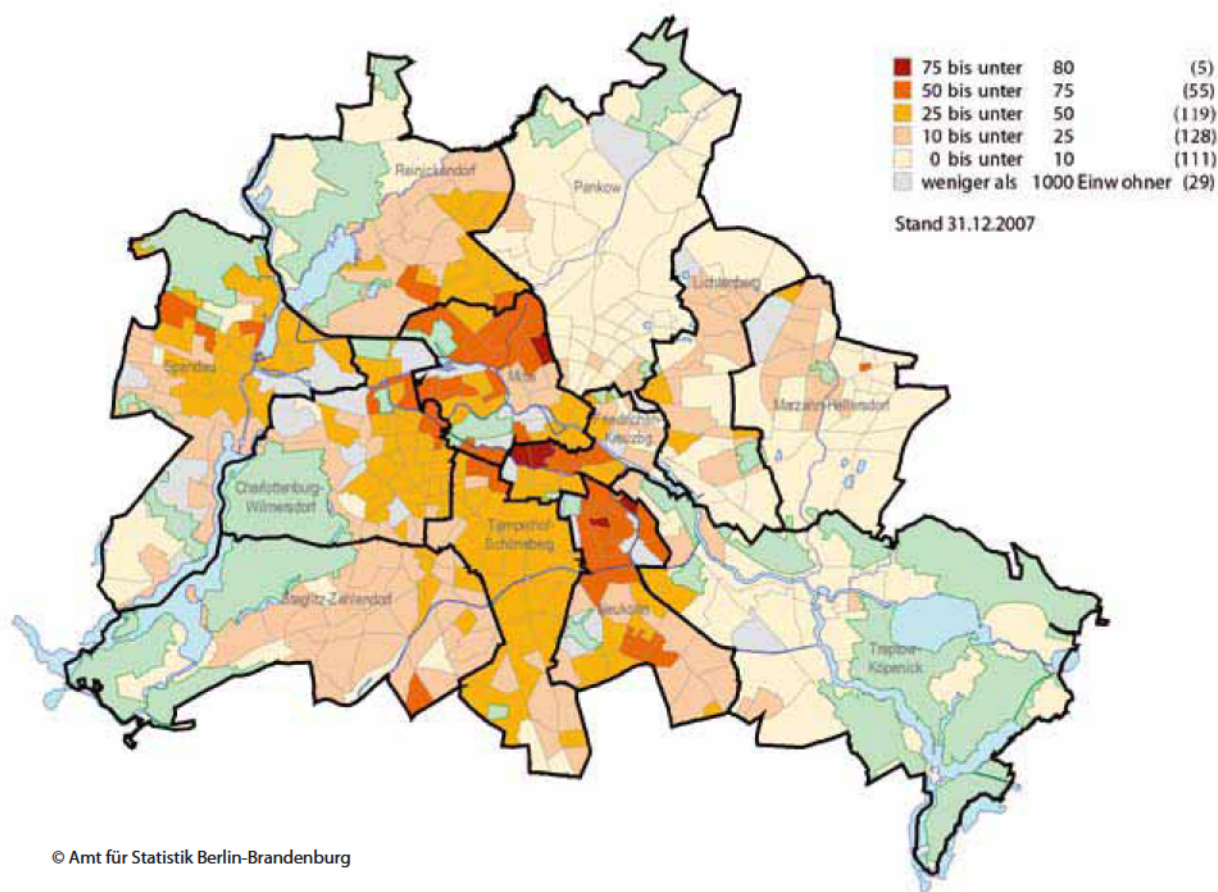 75 bis unter 80 (5)
50 bis unter 75 (55)
25 bis unter 50 (119)
10 bis unter 25 (128)
0 bis unter 10 (111)
weniger als 1000 Einwohner (29)
Stand 31.12.2007
Reinickendorf
Pankow
Lichtenberg
Spandau
Mitte
Marzahn-Hellersdorf
Friedrichsh.-
Kreuzbg.
Charlottenburg-
Wilmersdorf
Tempelhof-
Schöneberg
Steglitz-Zehlendorf
Neukölln
Treptow-
Köpenick
© Amt für Statistik Berlin-Brandenburg